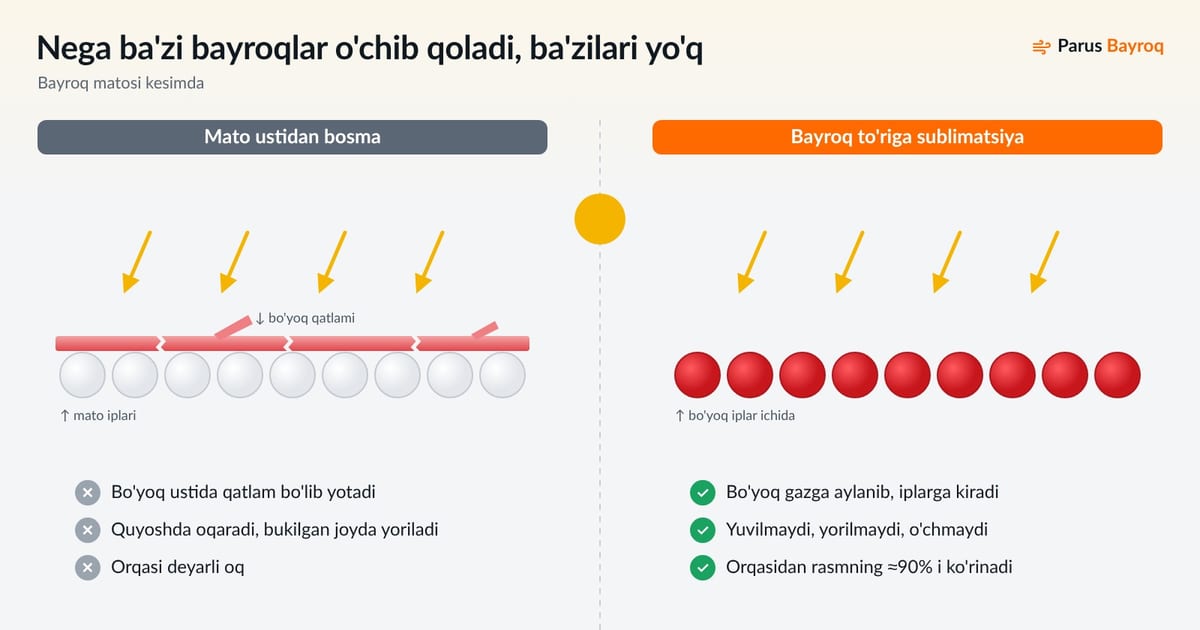 Nega ba'zi bayroqlar o'chib qoladi, ba'zilari yo'q
Parus Bayroq
Bayroq matosi kesimda
Mato ustidan bosma
↓ bo'yoq qatlami
↑ mato iplari
Bo'yoq ustida qatlam bo'lib yotadi
Quyoshda oqaradi, bukilgan joyda yoriladi
Orqasi deyarli oq
Bayroq to'riga sublimatsiya
↑ bo'yoq iplar ichida
Bo'yoq gazga aylanib, iplarga kiradi
Yuvilmaydi, yorilmaydi, o'chmaydi
Orqasidan rasmning ≈90% i ko'rinadi